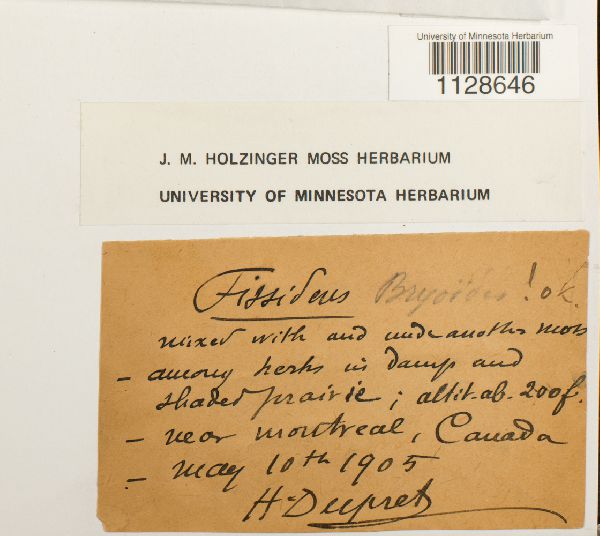 University of Minnesota Herbarium
1128646
J. M. HOLZINGER MOSS HERBARIUM
UNIVERSITY OF MINNESOTA HERBARIUM
Fissidens Bryoides ! ok.
mixed with and under another moss
- among herbs in damp and
shaded prairie; altit. ab. 200f.
- near montreal, Canada
- may 10th 1905
H. Dupret